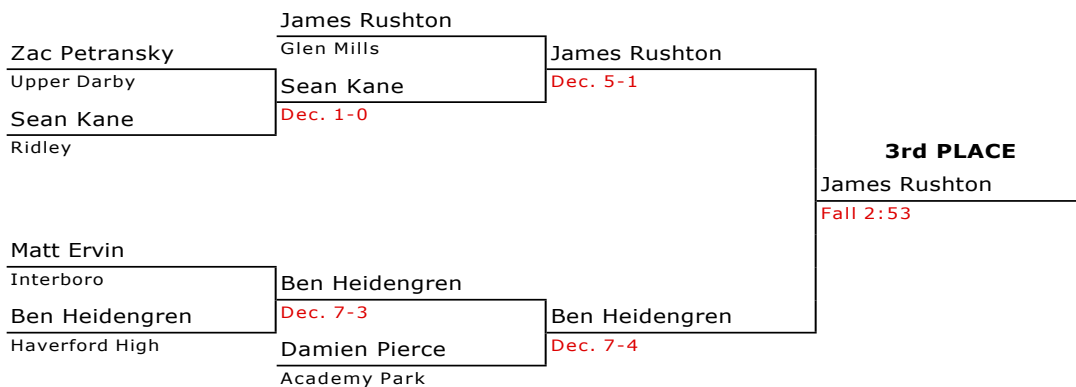 James Rushton
Glen Mills
Zac Petransky
Upper Darby
James Rushton
Dec. 5-1
Sean Kane
Dec. 1-0
Sean Kane
Ridley
3rd PLACE
James Rushton
Fall 2:53
Matt Ervin
Interboro
Ben Heidengren
Dec. 7-3
Ben Heidengren
Haverford High
Ben Heidengren
Dec. 7-4
Damien Pierce
Academy Park